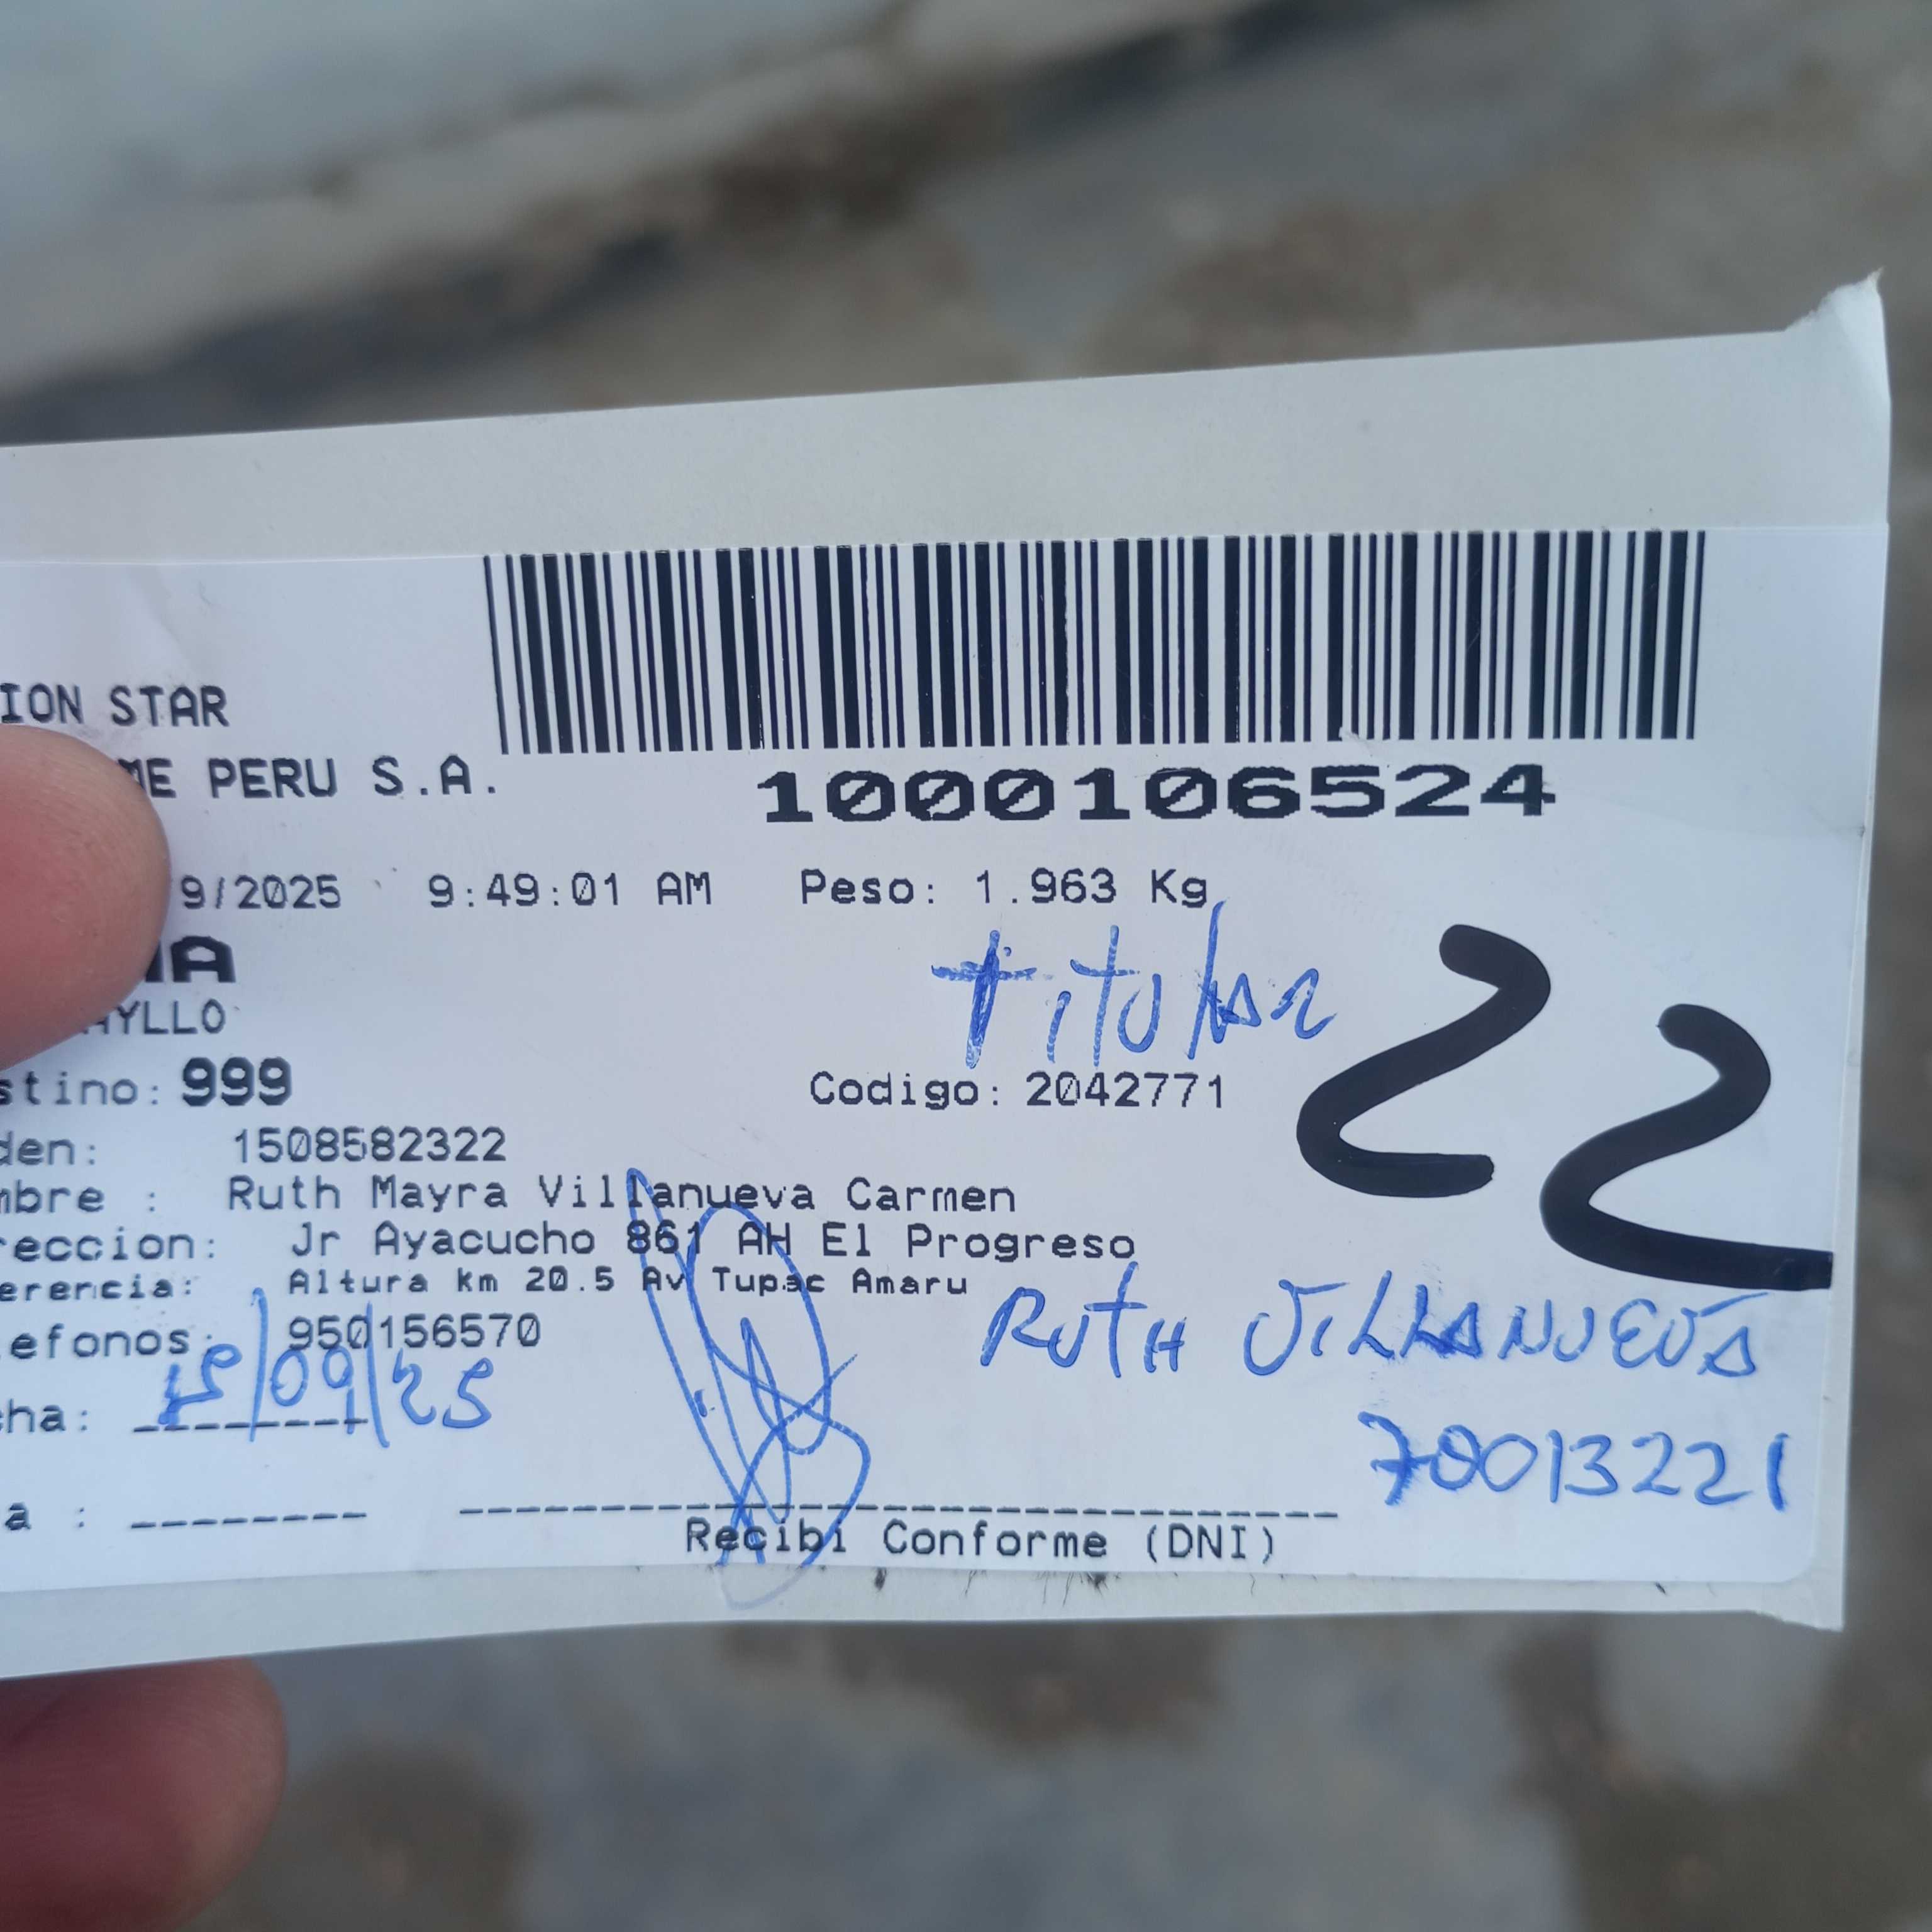 ION STAR
ME PERU S.A.
1000106524
9/2025 9:49:01 AM Peso: 1.963 Kg
MA
AYLLO
titular
22
stino: 999 Codigo: 2042771
den: 1508582322
mbre : Ruth Mayra Villanueva Carmen
reccion: Jr Ayacucho 861 AH El Progreso
erencia: Altura km 20.5 Av Tupac Amaru
efonos: 950156570
RUTH VILLANUEVA
cha: 15/09/25
70013221
a :
Recibi Conforme (DNI)